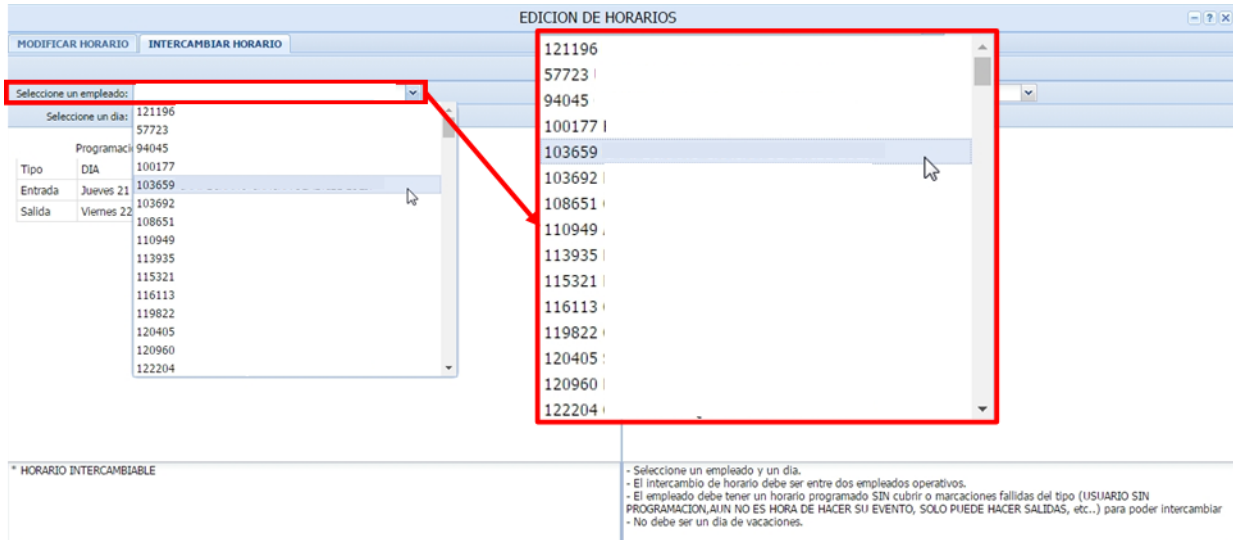 EDICION DE HORARIOS
MODIFICAR HORARIO INTERCAMBIAR HORARIO
Seleccione un empleado:
Seleccione un dia:
121196
57723
94045
100177
103659
103692
108651
110949
113935
115321
116113
119822
120405
120960
122204
Tipo DIA
Entrada Jueves 21
Salida Viernes 22
121196
57723
94045
100177
103659
103692
108651
110949
113935
115321
116113
119822
120405
120960
122204
* HORARIO INTERCAMBIABLE
- Seleccione un empleado y un día.
- El intercambio de horario debe ser entre dos empleados operativos.
- El empleado debe tener un horario programado SIN cubrir o marcaciones fallidas del tipo (USUARIO SIN
PROGRAMACION,AUN NO ES HORA DE HACER SU EVENTO, SOLO PUEDE HACER SALIDAS, etc..) para poder intercambiar
- No debe ser un dia de vacaciones.